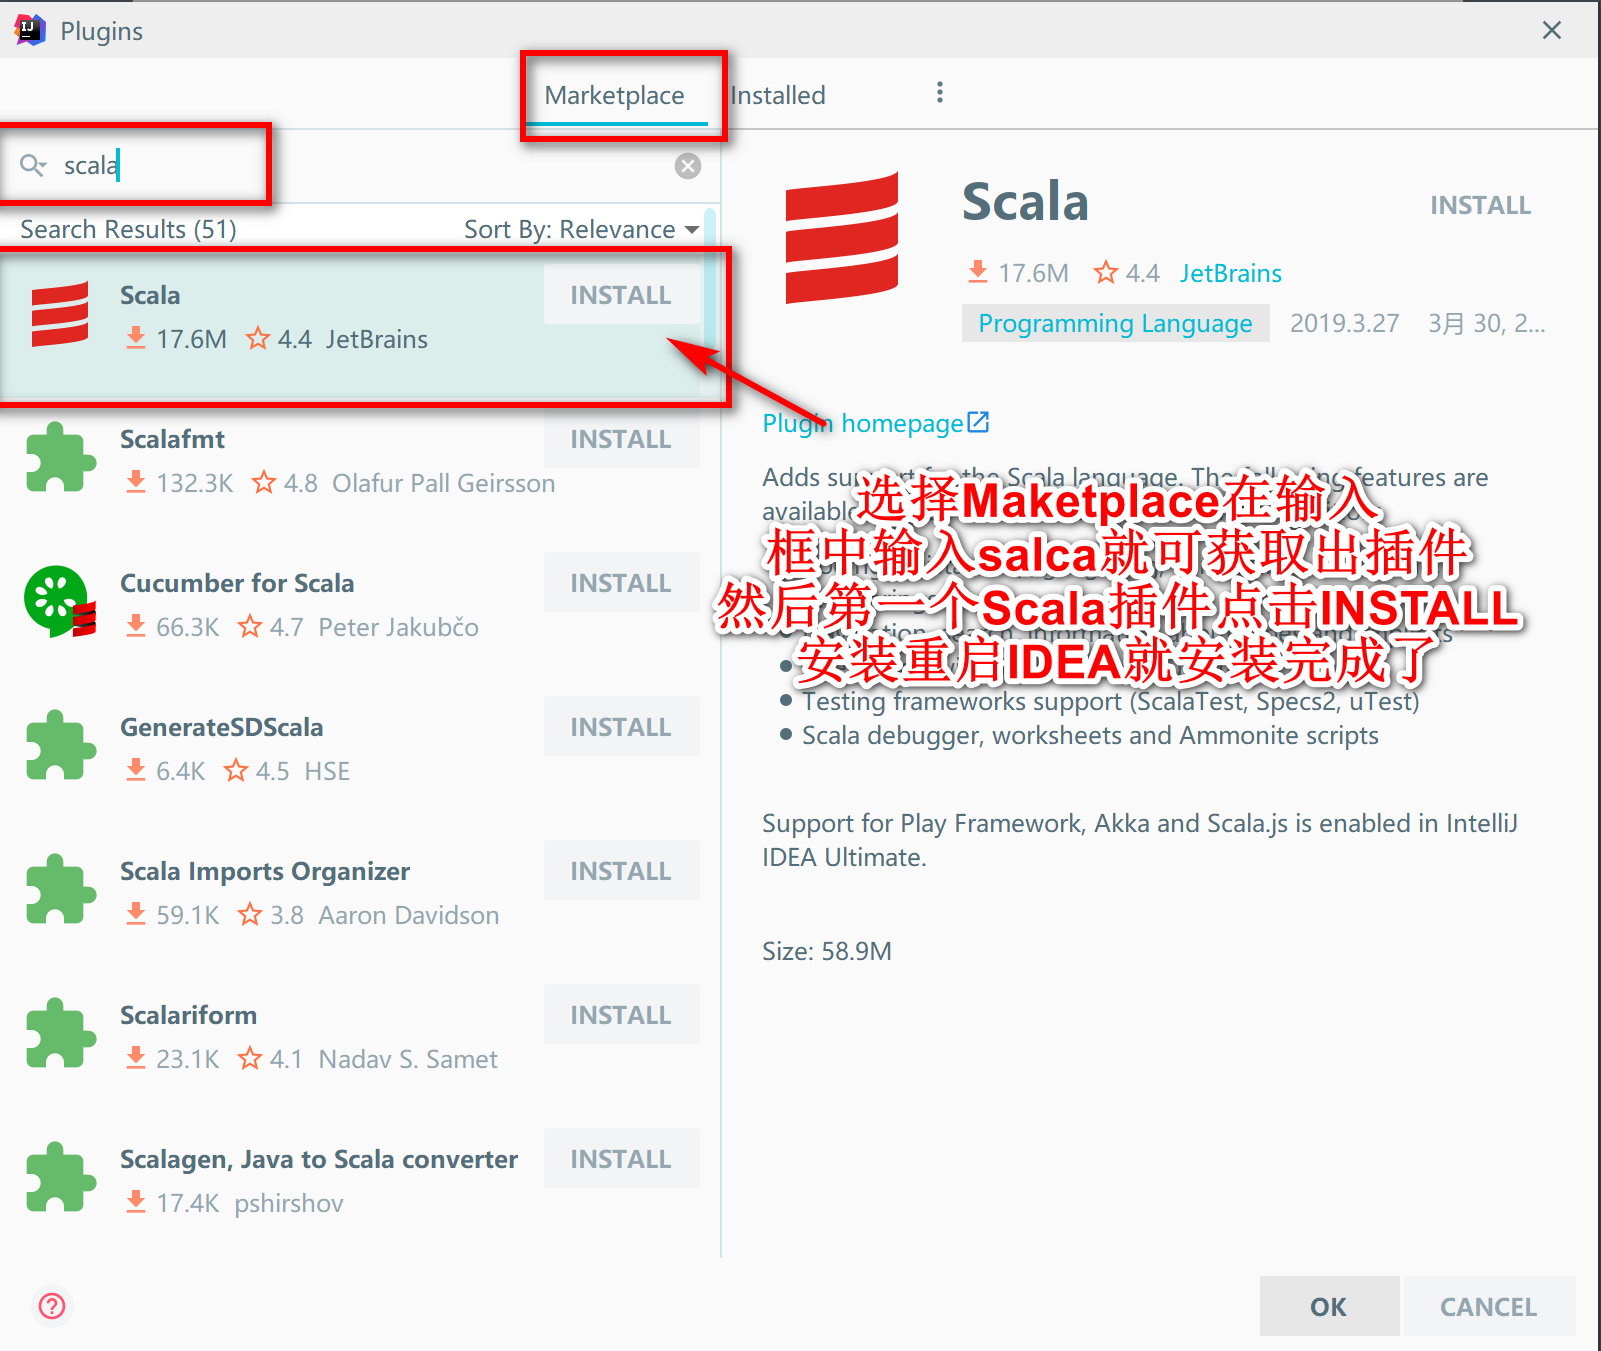 Plugins
Marketplace
Installed
scala
Search Results (51)
Sort By: Relevance
Scala
INSTALL
17.6M 4.4 JetBrains
Scalafmt
INSTALL
132.3K 4.8 Olafur Pall Geirsson
Cucumber for Scala
INSTALL
66.3K 4.7 Peter Jakubčo
GenerateSDScala
INSTALL
6.4K 4.5 HSE
Scala Imports Organizer
INSTALL
59.1K 3.8 Aaron Davidson
Scalariform
INSTALL
23.1K 4.1 Nadav S. Samet
Scalagen, Java to Scala converter
INSTALL
17.4K pshirshov
Scala
INSTALL
17.6M 4.4 JetBrains
Programming Language 2019.3.27 3月 30, 2...
Plugin homepage
Adds support for the Scala language. The following features are
available
选择Maketplace在输入
框中输入salca就可获取出插件
然后第一个Scala插件点击INSTALL
安装重启IDEA就安装完成了
Testing frameworks support (ScalaTest, Specs2, uTest)
Scala debugger, worksheets and Ammonite scripts
Support for Play Framework, Akka and Scala.js is enabled in IntelliJ
IDEA Ultimate.
Size: 58.9M
OK
CANCEL